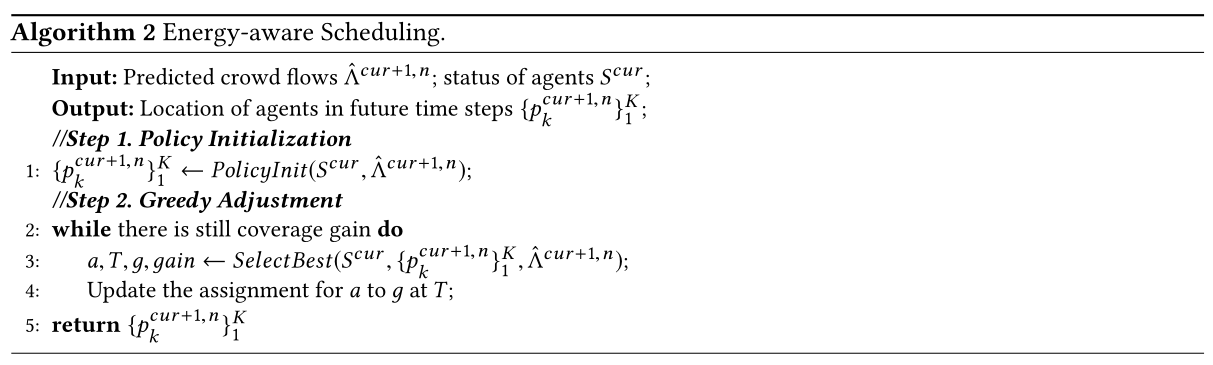 Algorithm 2 Energy-aware Scheduling.
Input: Predicted crowd flows $\hat{\Lambda}^{cur+1,n}$; status of agents $S^{cur}$;
Output: Location of agents in future time steps $\{p_k^{cur+1,n}\}_1^K$;
//Step 1. Policy Initialization
1: $\{p_k^{cur+1,n}\}_1^K \leftarrow PolicyInit(S^{cur}, \hat{\Lambda}^{cur+1,n})$;
//Step 2. Greedy Adjustment
2: while there is still coverage gain do
3: $a, T, g, gain \leftarrow SelectBest(S^{cur}, \{p_k^{cur+1,n}\}_1^K, \hat{\Lambda}^{cur+1,n})$;
4: Update the assignment for $a$ to $g$ at $T$;
5: return $\{p_k^{cur+1,n}\}_1^K$